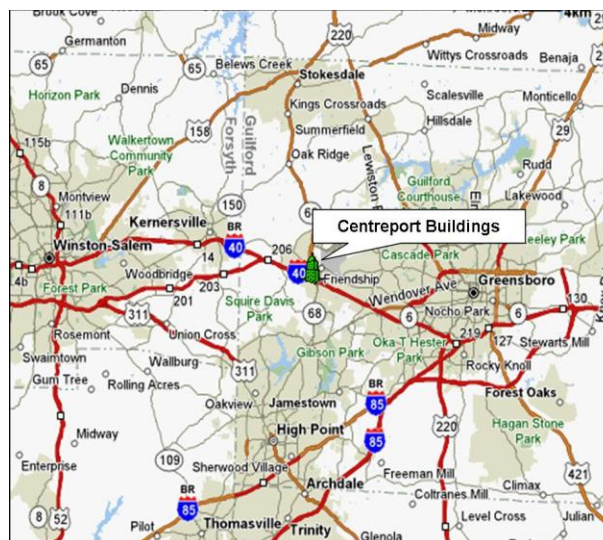 Brook Cove
Germanton
65
65
Belews Creek
220
4km
Midway
Wittys Crossroads
Benaja
Stokesdale
Horizon Park
Dennis
158
Kings Crossroads
Scalesville
Monticello
Summerfield
Hillsdale
29
115b
Walkertown
Community
Park
Guilford
Forsyth
Oak Ridge
8
Montview
Guilford
Courthouse
Rudd
Lakewood
111b
150
Kernersville
BR
40
206
Centreport Buildings
Winston-Salem
14
Cascade Park
4b
Woodbridge
40
Friendship
Greensboro
Forest Park
201
203
Squire Davis
Park
Wendover Ave
Nocho Park
130
311
68
6
6
Rosemont
Union Cross
Oka T Hester
Park
219
127
Stewarts Mill
Swaimtown
Wallburg
311
Gibson Park
Rocky Knoll
Gum Tree
Rolling Acres
Oakview
Jamestown
BR
85
Forest Oaks
Midway
High Point
85
220
Hagan Stone
Park
Enterprise
109
Sherwood Village
Freeman Mill
421
BR
85
Archdale
Coltranes Mill
Climax
8
52
Pilot
Thomasville
Trinity
Glenola
Level Cross
Julian